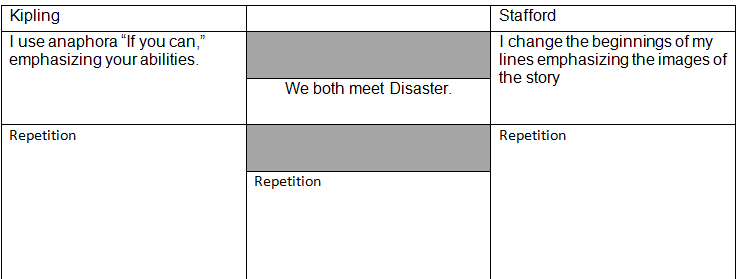 Kipling
Stafford
I use anaphora “If you can,”
emphasizing your abilities.
We both meet Disaster.
I change the beginnings of my
lines emphasizing the images of
the story
Repetition
Repetition
Repetition